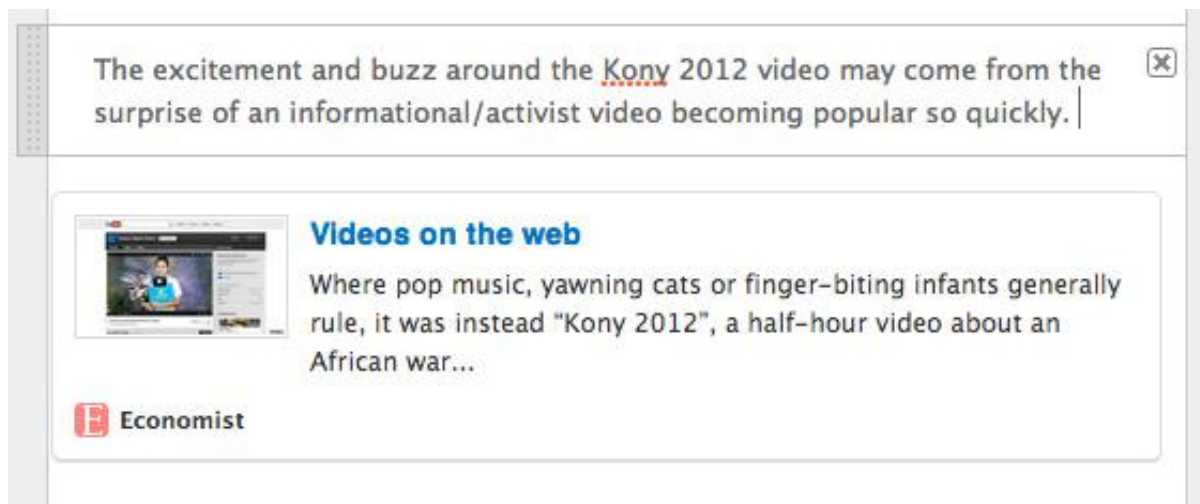 The excitement and buzz around the Kony 2012 video may come from the
surprise of an informational/activist video becoming popular so quickly.
Videos on the web
Where pop music, yawning cats or finger-biting infants generally
rule, it was instead “Kony 2012”, a half-hour video about an
African war...
E Economist